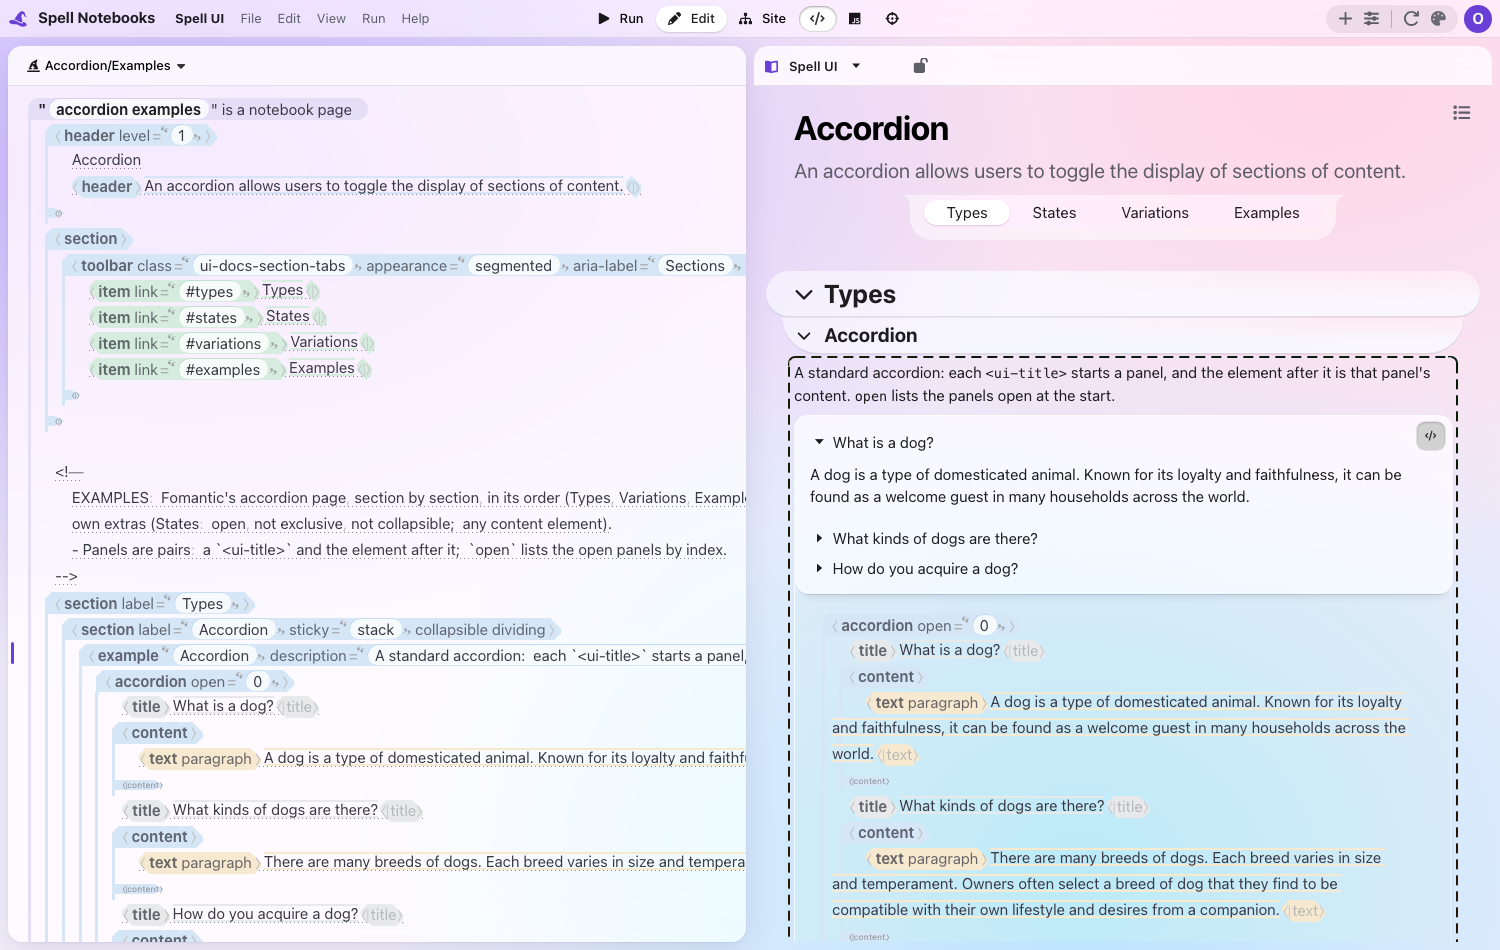 Spell Notebooks Spell UI File Edit View Run Help Run Edit Site </> JS O
Accordion/Examples
" accordion examples " is a notebook page
header level=“ 1 ”
Accordion
header An accordion allows users to toggle the display of sections of content.
section
toolbar class=“ ui-docs-section-tabs ” appearance=“ segmented ” aria-label=“ Sections ”
item link=“ #types ” Types
item link=“ #states ” States
item link=“ #variations ” Variations
item link=“ #examples ” Examples
<!—
EXAMPLES: Fomantic's accordion page, section by section, in its order (Types, Variations, Example
own extras (States: open, not exclusive, not collapsible; any content element).
- Panels are pairs: a `<ui-title>` and the element after it; `open` lists the open panels by index.
-->
section label=“ Types ”
section label=“ Accordion ” sticky=“ stack ” collapsible dividing
example “ Accordion ” description=“ A standard accordion: each `<ui-title>` starts a panel,
accordion open=“ 0 ”
title What is a dog? title
content
text paragraph A dog is a type of domesticated animal. Known for its loyalty and faithfu
content
title What kinds of dogs are there? title
content
text paragraph There are many breeds of dogs. Each breed varies in size and tempera
content
title How do you acquire a dog? title
content
Spell UI
Accordion
An accordion allows users to toggle the display of sections of content.
Types States Variations Examples
Types
Accordion
A standard accordion: each <ui-title> starts a panel, and the element after it is that panel's
content. open lists the panels open at the start.
What is a dog? </>
A dog is a type of domesticated animal. Known for its loyalty and faithfulness, it can be
found as a welcome guest in many households across the world.
What kinds of dogs are there?
How do you acquire a dog?
accordion open=“ 0 ”
title What is a dog? title
content
text paragraph A dog is a type of domesticated animal. Known for its loyalty
and faithfulness, it can be found as a welcome guest in many households across the
world. text
content
title What kinds of dogs are there? title
content
text paragraph There are many breeds of dogs. Each breed varies in size
and temperament. Owners often select a breed of dog that they find to be
compatible with their own lifestyle and desires from a companion. text
content